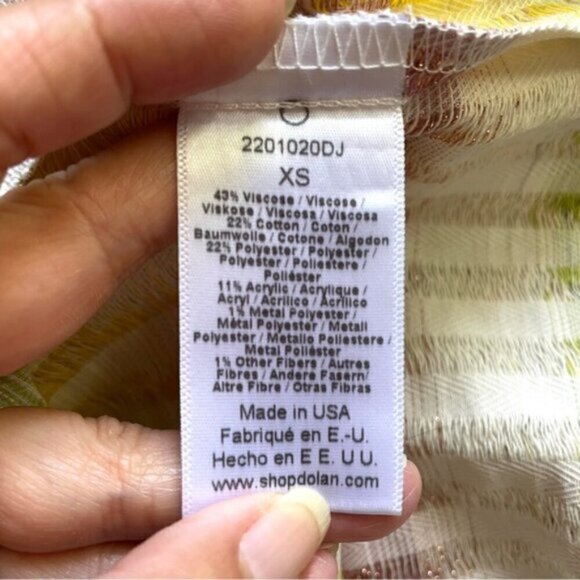 2201020DJ
XS
43% Viscose / Viscose /
Viskose / Viscosa / Viscosa
22% Cotton / Coton /
Baumwolle / Cotone / Algodon
22% Polyester / Polyester /
Polyester / Poliestere /
Poliéster
11% Acrylic / Acrylique /
Acryl / Acrilico / Acrílico
1% Metal Polyester /
Métal Polyester / Metall
Polyester / Metallo Poliestere /
Metal Poliéster
1% Other Fibers / Autres
Fibres / Andere Fasern/
Altre Fibre / Otras Fibras
Made in USA
Fabriqué en E.-U.
Hecho en E E. U U.
www.shopdolan.com